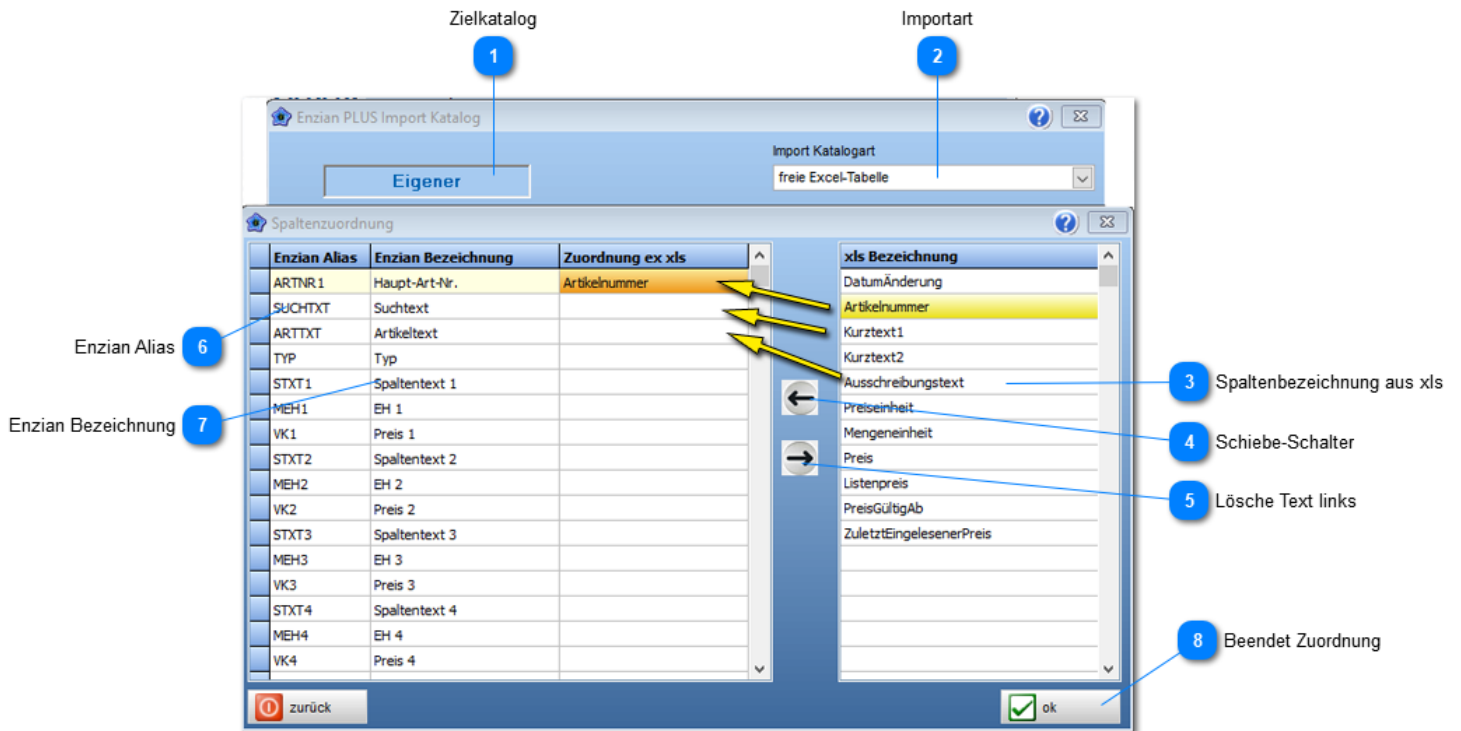 Zielkatalog
Importart
1
2
Enzian PLUS Import Katalog
Import Katalogart
Eigener
freie Excel-Tabelle
Spaltenzuordnung
Enzian Alias Enzian Bezeichnung Zuordnung ex xls
xls Bezeichnung
ARTNR1 Haupt-Art-Nr. Artikelnummer
DatumÄnderung
SUCHTXT Suchtext
Artikelnummer
ARTTXT Artikeltext
Kurztext1
Enzian Alias 6
TYP Typ
Kurztext2
STXT1 Spaltentext 1
Ausschreibungstext
3 Spaltenbezeichnung aus xls
MEH1 EH 1
Preiseinheit
Enzian Bezeichnung 7
VK1 Preis 1
Mengeneinheit
4 Schiebe-Schalter
STXT2 Spaltentext 2
Preis
MEH2 EH 2
Listenpreis
5 Lösche Text links
VK2 Preis 2
PreisGültigAb
STXT3 Spaltentext 3
ZuletztEingelesenerPreis
MEH3 EH 3
VK3 Preis 3
STXT4 Spaltentext 4
MEH4 EH 4
8 Beendet Zuordnung
VK4 Preis 4
zurück
ok